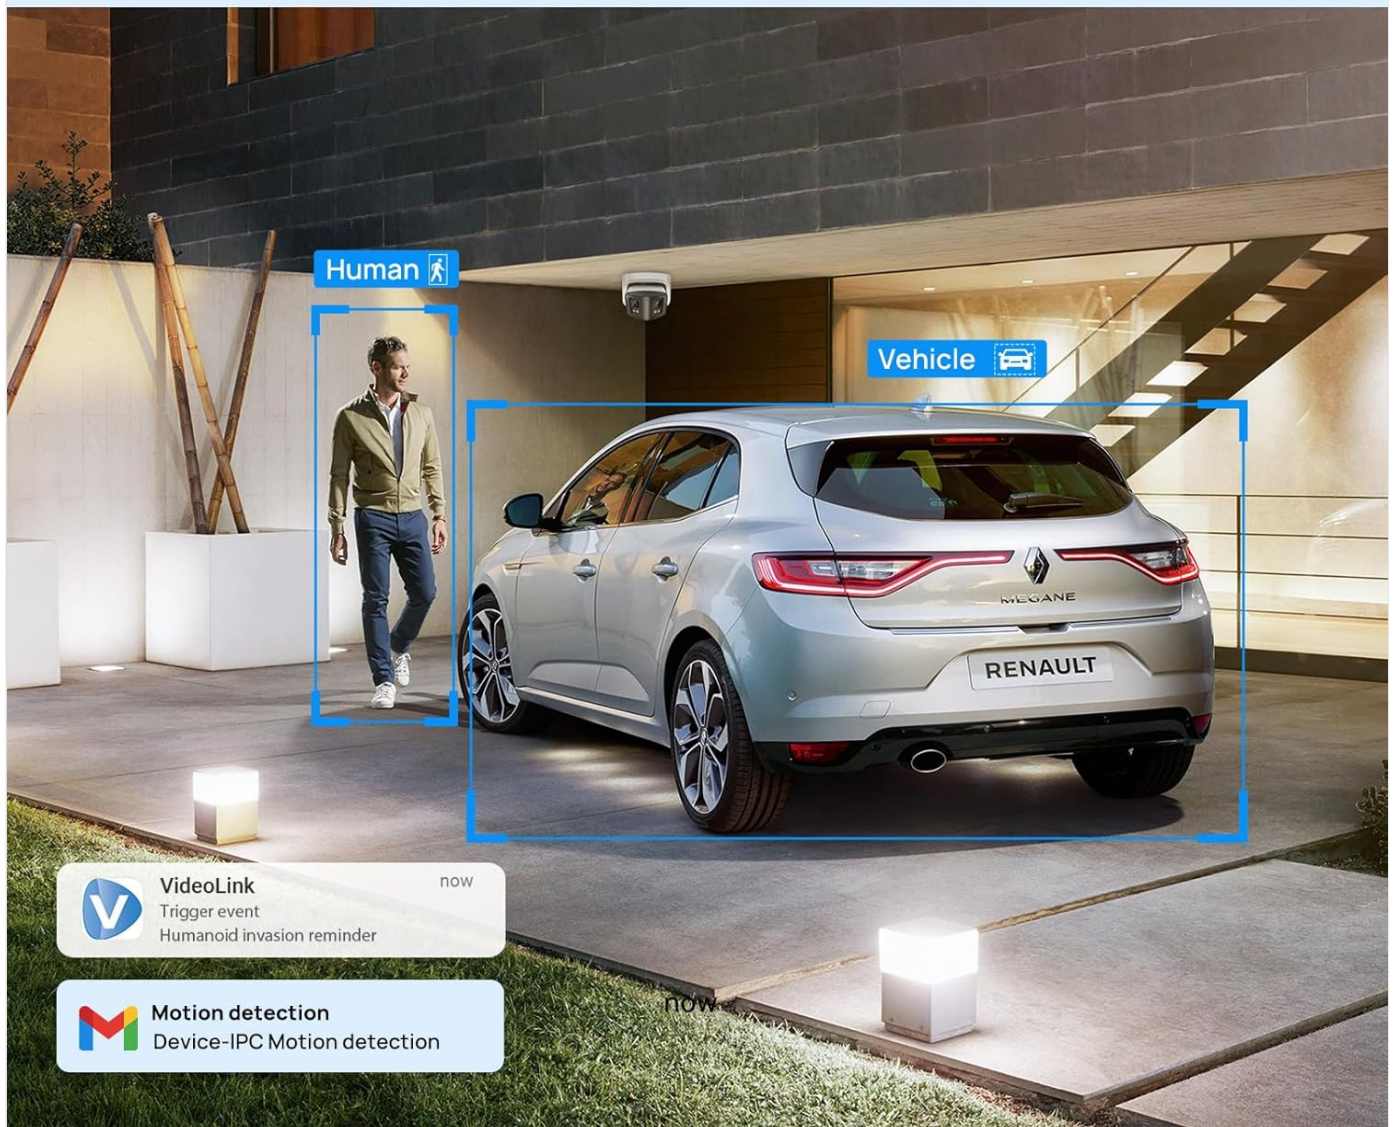 Human
Vehicle
MEGANE
RENAULT
VideoLink
now
Trigger event
Humanoid invasion reminder
now
Motion detection
Device-IPC Motion detection